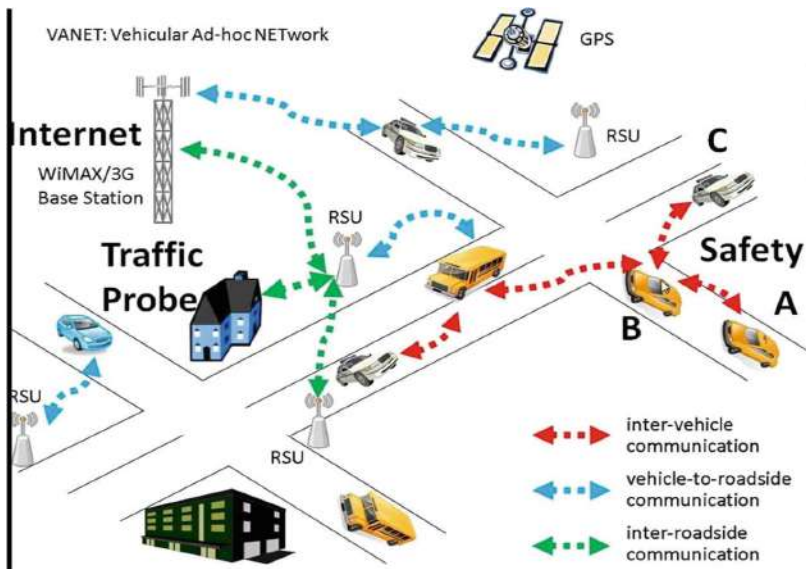 VANET: Vehicular Ad-hoc NETwork
GPS
Internet
WiMAX/3G
Base Station
RSU
C
RSU
Traffic
Probe
Safety
A
B
RSU
RSU
inter-vehicle
communication
vehicle-to-roadside
communication
inter-roadside
communication